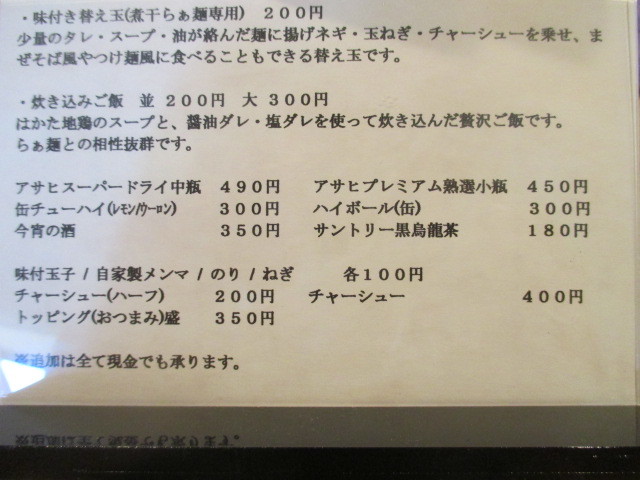 ・味付き替え玉(煮干らぁ麺専用)　２００円
少量のタレ・スープ・油が絡んだ麺に揚げネギ・玉ねぎ・チャーシューを乗せ、ま
ぜそば風やつけ麺風に食べることもできる替え玉です。
・炊き込みご飯　並 ２００円　大 ３００円
はかた地鶏のスープと、醤油ダレ・塩ダレを使って炊き込んだ贅沢ご飯です。
らぁ麺との相性抜群です。
アサヒスーパードライ中瓶　４９０円　アサヒプレミアム熟選小瓶　４５０円
缶チューハイ(ﾚﾓﾝ/ｳｰﾛﾝ)　３００円　ハイボール(缶)　３００円
今宵の酒　３５０円　サントリー黒烏龍茶　１８０円
味付玉子 / 自家製メンマ / のり / ねぎ　各１００円
チャーシュー(ハーフ)　２００円　チャーシュー　４００円
トッピング(おつまみ)盛　３５０円
※追加は全て現金でも承ります。